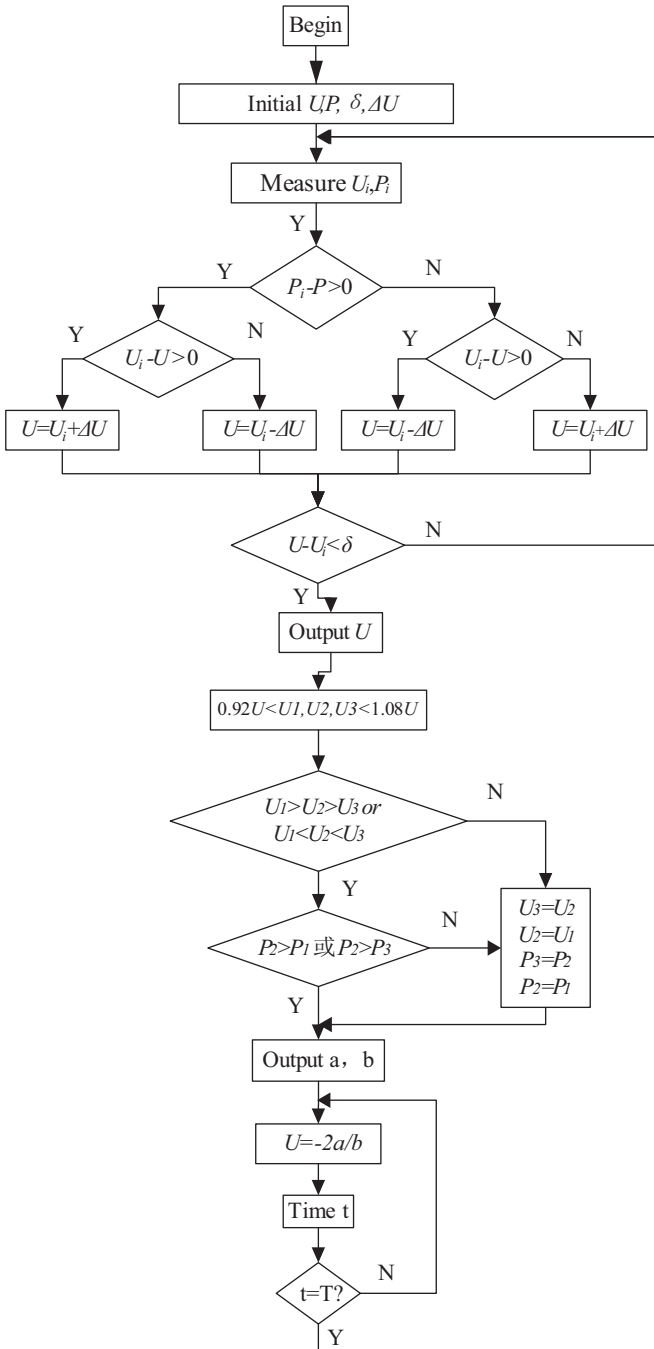 Begin
Initial U,P, δ,ΔU
Measure Ui,Pi
Y
Pi-P>0
Y
N
Ui-U>0
Y
N
Ui-U>0
Y
N
U=Ui+ΔU
U=Ui-ΔU
U=Ui-ΔU
U=Ui+ΔU
U-Ui<δ
N
Y
Output U
0.92U<U1,U2,U3<1.08U
U1>U2>U3 or
U1<U2<U3
N
Y
P2>P1 或 P2>P3
N
U3=U2
U2=U1
P3=P2
P2=P1
Y
Output a，b
U=-2a/b
Time t
t=T?
N
Y